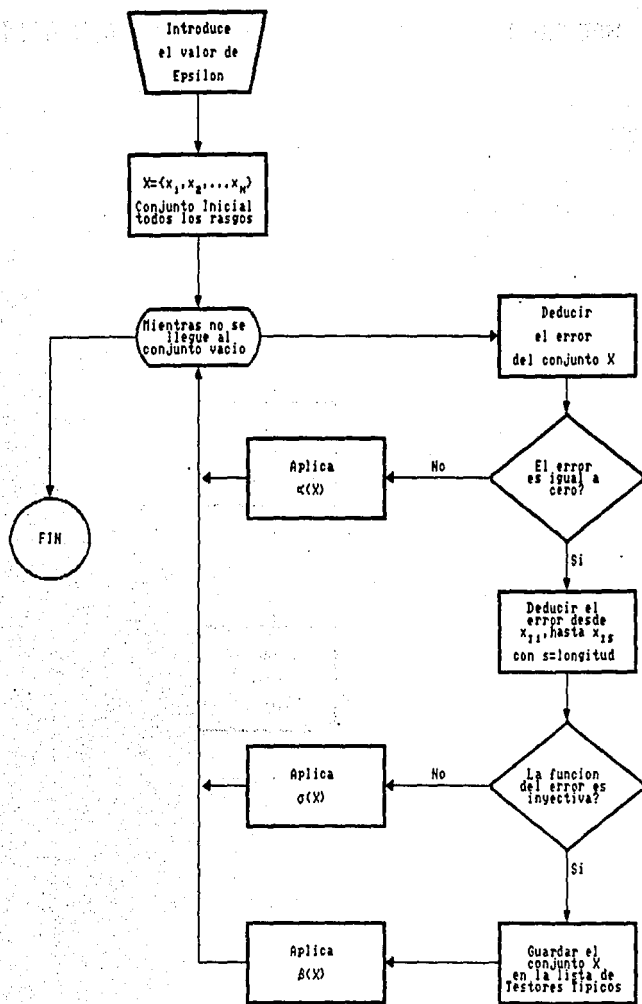 Introduce
el valor de
Epsilon
X={x₁,x₂,...x_N}
Conjunto Inicial
todos los rasgos
Mientras no se
llegue al
conjunto vacio
Deducir
el error
del conjunto X
El error
es igual a
cero?
No
Aplica
α(X)
FIN
Si
Deducir el
error desde
x_i1,hasta x_is
con s=longitud
La funcion
del error es
inyectiva?
No
Aplica
σ(X)
Si
Guardar el
conjunto X
en la lista de
Testores Tipicos
Aplica
β(X)